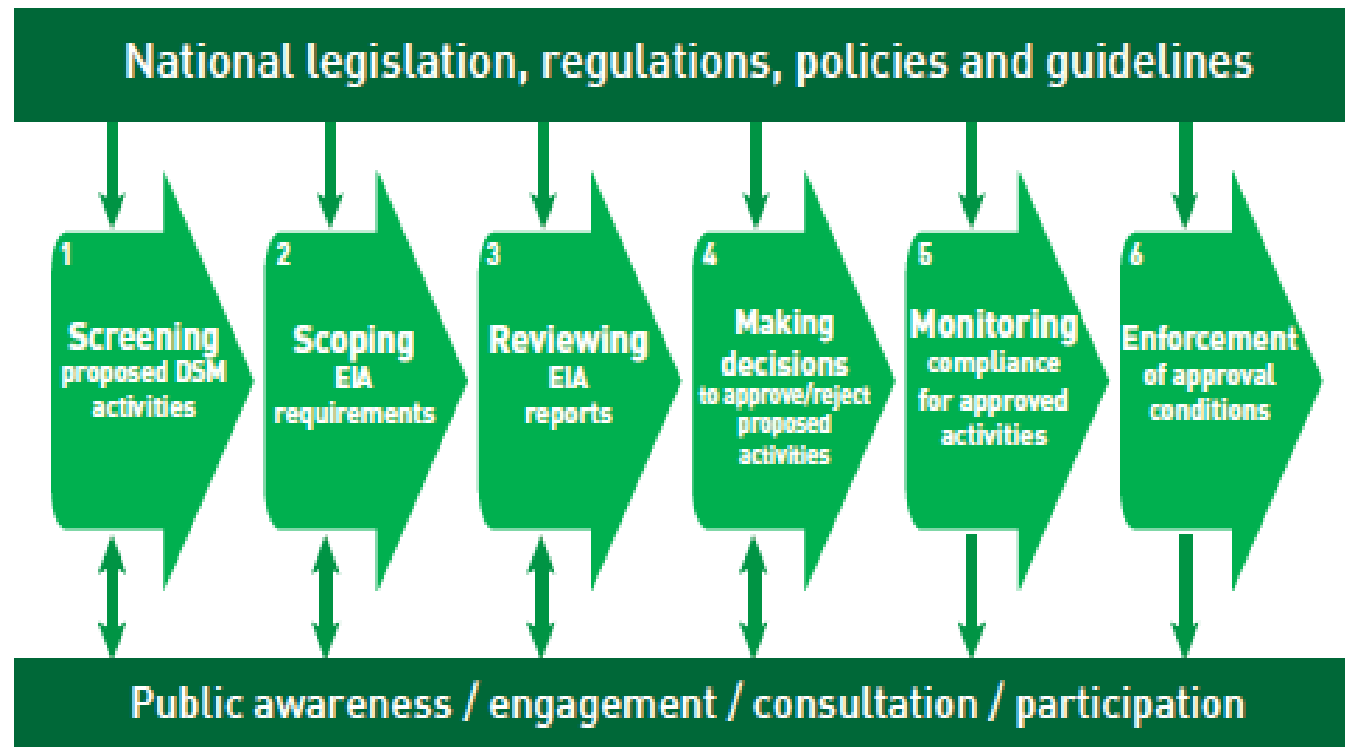 National legislation, regulations, policies and guidelines
1
Screening
proposed DSM
activities
2
Scoping
EIA
requirements
3
Reviewing
EIA
reports
4
Making
decisions
to approve/reject
proposed
activities
5
Monitoring
compliance
for approved
activities
6
Enforcement
of approval
conditions
Public awareness / engagement / consultation / participation